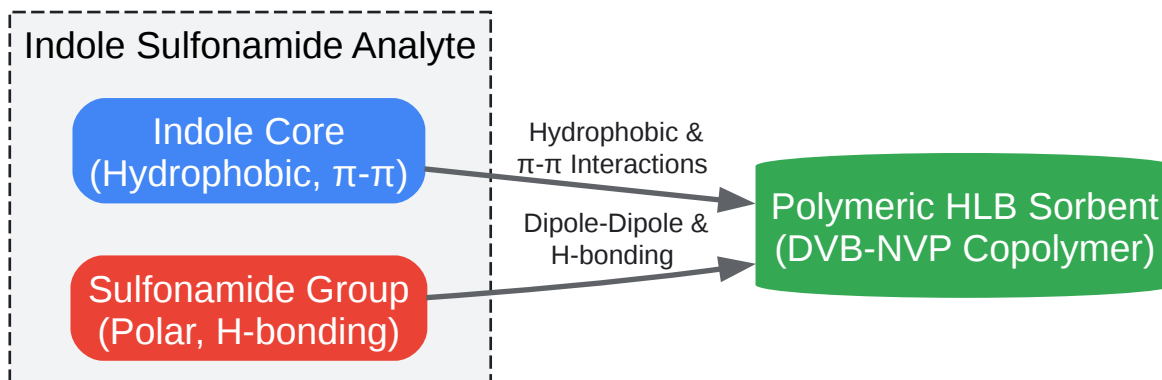 Indole Sulfonamide Analyte
Indole Core
(Hydrophobic, π-π)
Hydrophobic &
π-π Interactions
Dipole-Dipole &
H-bonding
Sulfonamide Group
(Polar, H-bonding)
Polymeric HLB Sorbent
(DVB-NVP Copolymer)